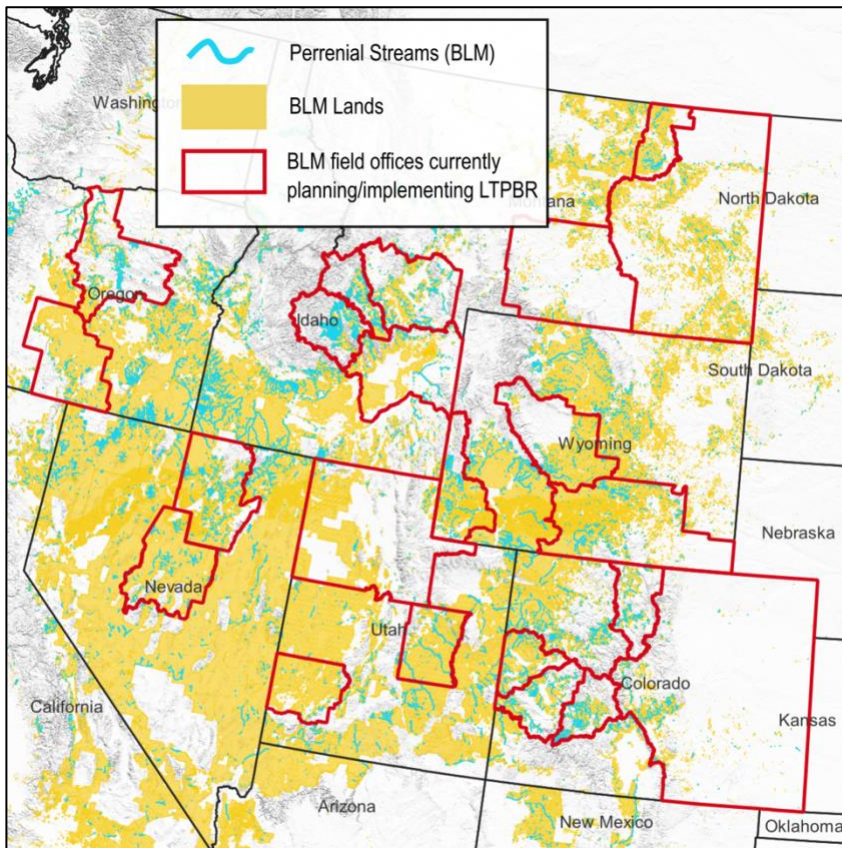 Perrenial Streams (BLM)
BLM Lands
BLM field offices currently
planning/implementing LTPBR
Washington
Montana
North Dakota
Oregon
Idaho
South Dakota
Wyoming
Nebraska
Nevada
Utah
Colorado
California
Kansas
Arizona
New Mexico
Oklahoma